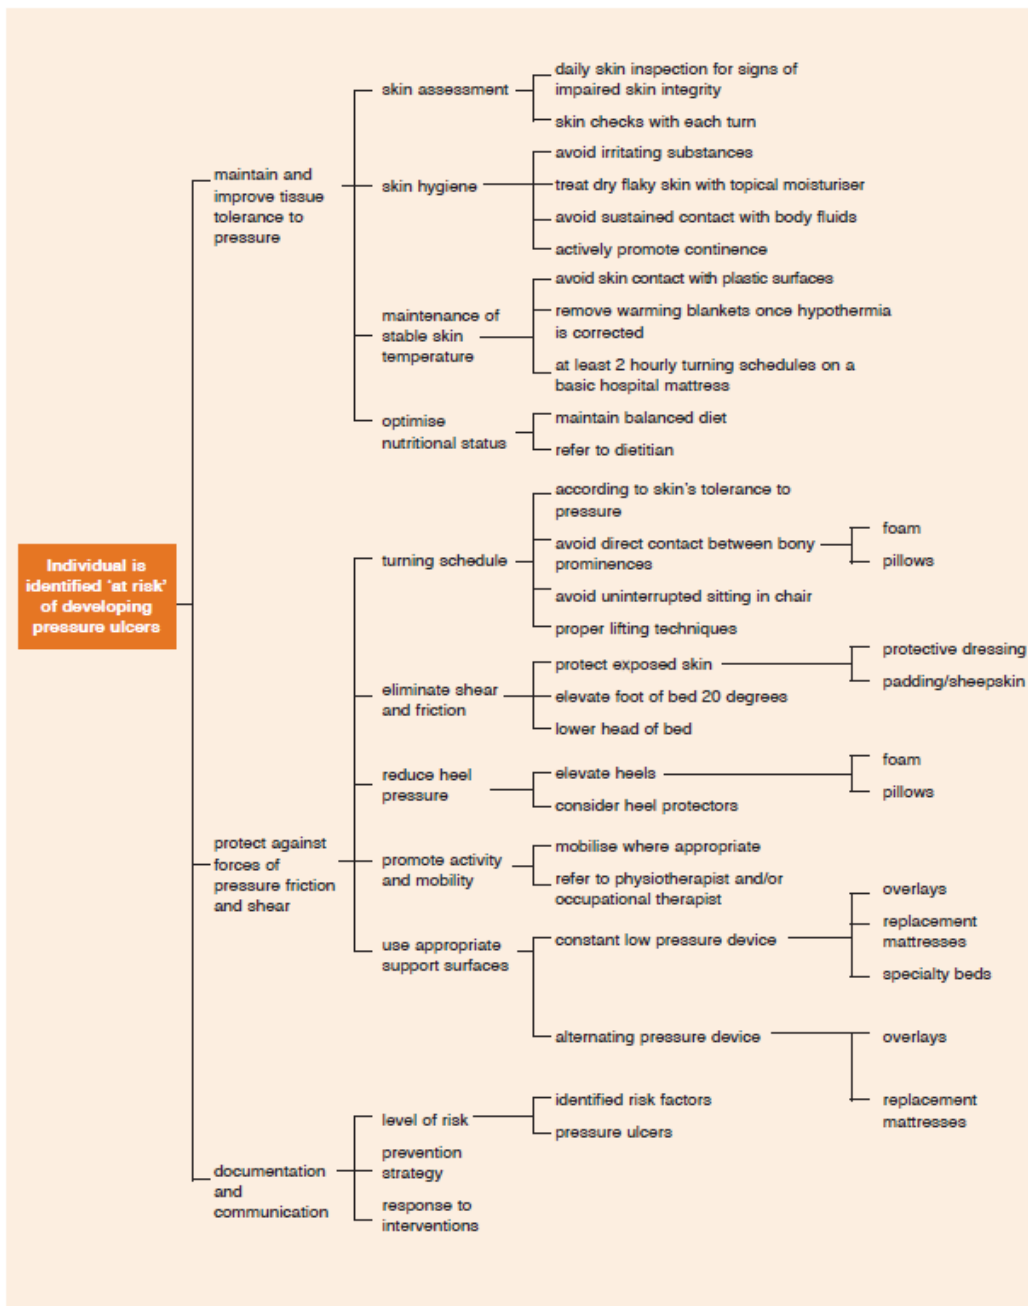 Individual is
identified ‘at risk’
of developing
pressure ulcers
maintain and
improve tissue
tolerance to
pressure
skin assessment
daily skin inspection for signs of
impaired skin integrity
skin checks with each turn
skin hygiene
avoid irritating substances
treat dry flaky skin with topical moisturiser
avoid sustained contact with body fluids
actively promote continence
maintenance of
stable skin
temperature
avoid skin contact with plastic surfaces
remove warming blankets once hypothermia
is corrected
at least 2 hourly turning schedules on a
basic hospital mattress
optimise
nutritional status
maintain balanced diet
refer to dietitian
protect against
forces of
pressure friction
and shear
turning schedule
according to skin’s tolerance to
pressure
avoid direct contact between bony
prominences
foam
pillows
avoid uninterrupted sitting in chair
proper lifting techniques
eliminate shear
and friction
protect exposed skin
protective dressing
padding/sheepskin
elevate foot of bed 20 degrees
lower head of bed
reduce heel
pressure
elevate heels
foam
pillows
consider heel protectors
promote activity
and mobility
mobilise where appropriate
refer to physiotherapist and/or
occupational therapist
use appropriate
support surfaces
constant low pressure device
overlays
replacement
mattresses
specialty beds
alternating pressure device
overlays
replacement
mattresses
documentation
and
communication
level of risk
identified risk factors
pressure ulcers
prevention
strategy
response to
interventions